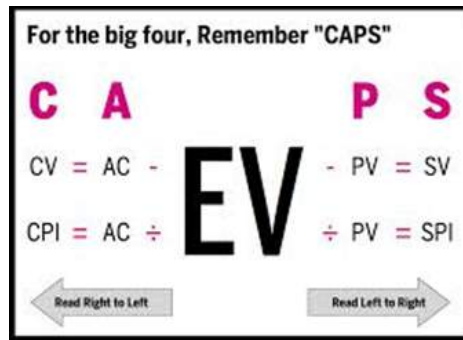 For the big four, Remember "CAPS"
C A P S
CV = AC - EV - PV = SV
CPI = AC ÷ ÷ PV = SPI
Read Right to Left Read Left to Right